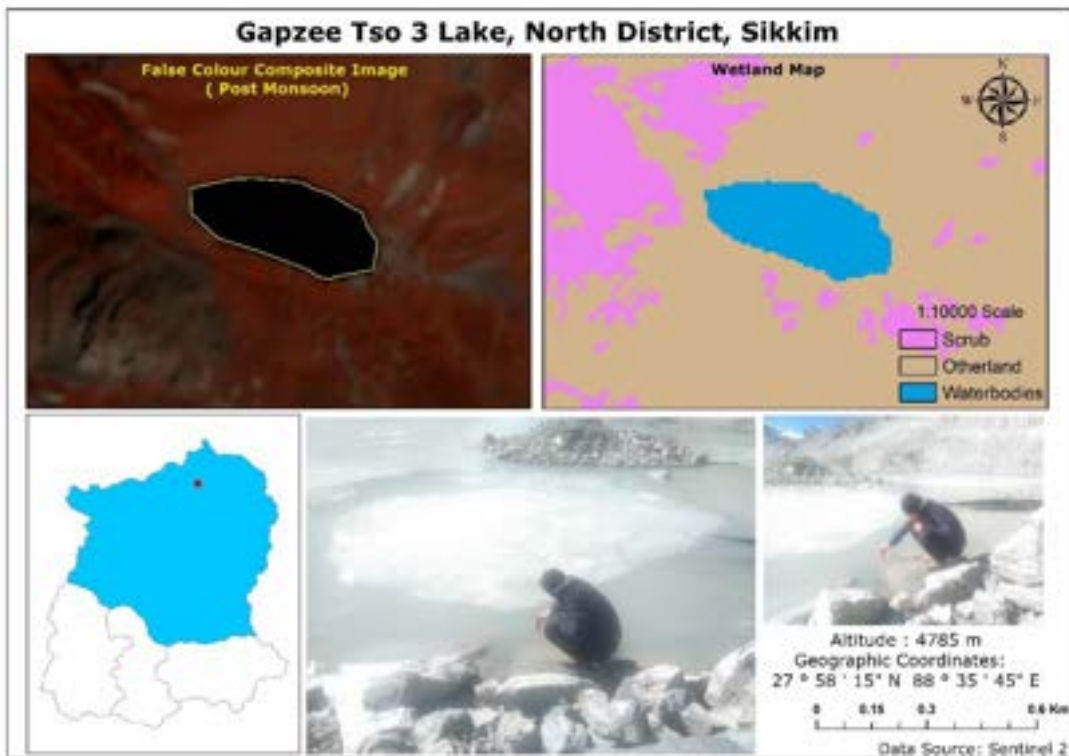 Gapzee Tso 3 Lake, North District, Sikkim
False Colour Composite Image
( Post Monsoon)
Wetland Map
N
W E
S
1:10000 Scale
Scrub
Otherland
Waterbodies
Altitude : 4785 m
Geographic Coordinates:
27 ° 58 ' 15" N 88 ° 35 ' 45" E
0 0.15 0.3 0.6 Km
Data Source: Sentinel 2